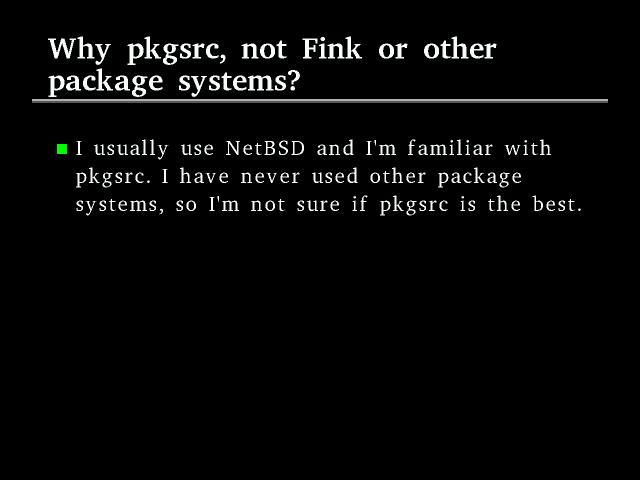 Why pkgsrc, not Fink or other
package systems?
I usually use NetBSD and I'm familiar with
pkgsrc. I have never used other package
systems, so I'm not sure if pkgsrc is the best.